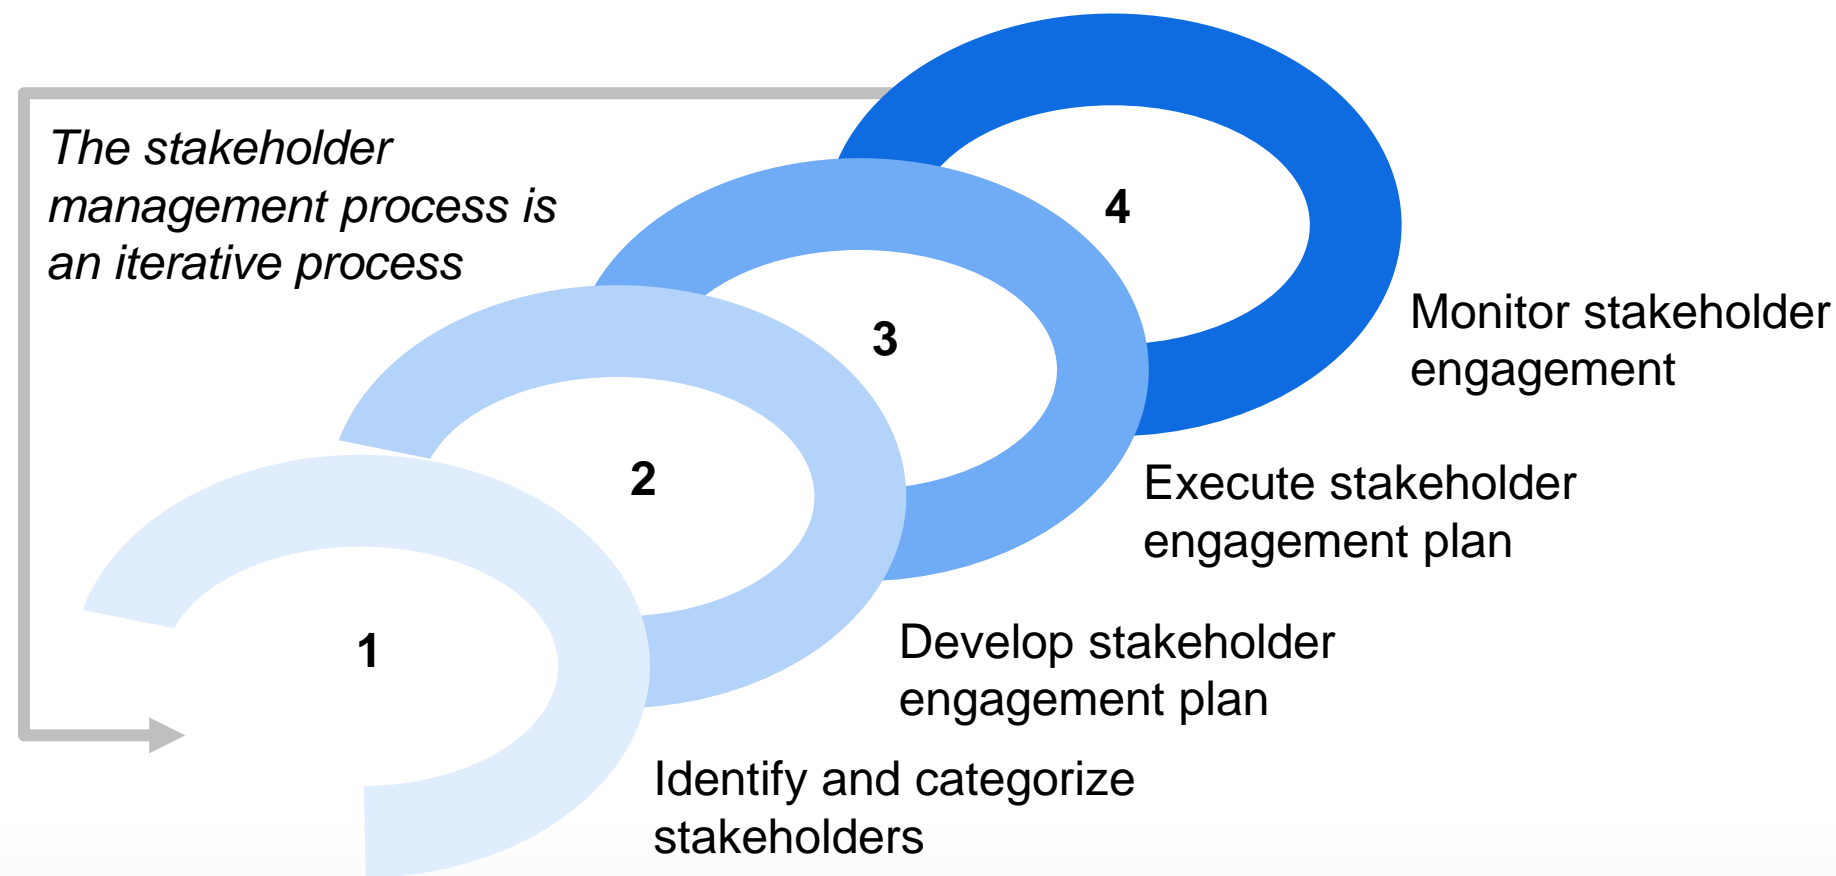 The stakeholder
management process is
an iterative process
4
Monitor stakeholder
engagement
3
Execute stakeholder
engagement plan
2
Develop stakeholder
engagement plan
1
Identify and categorize
stakeholders